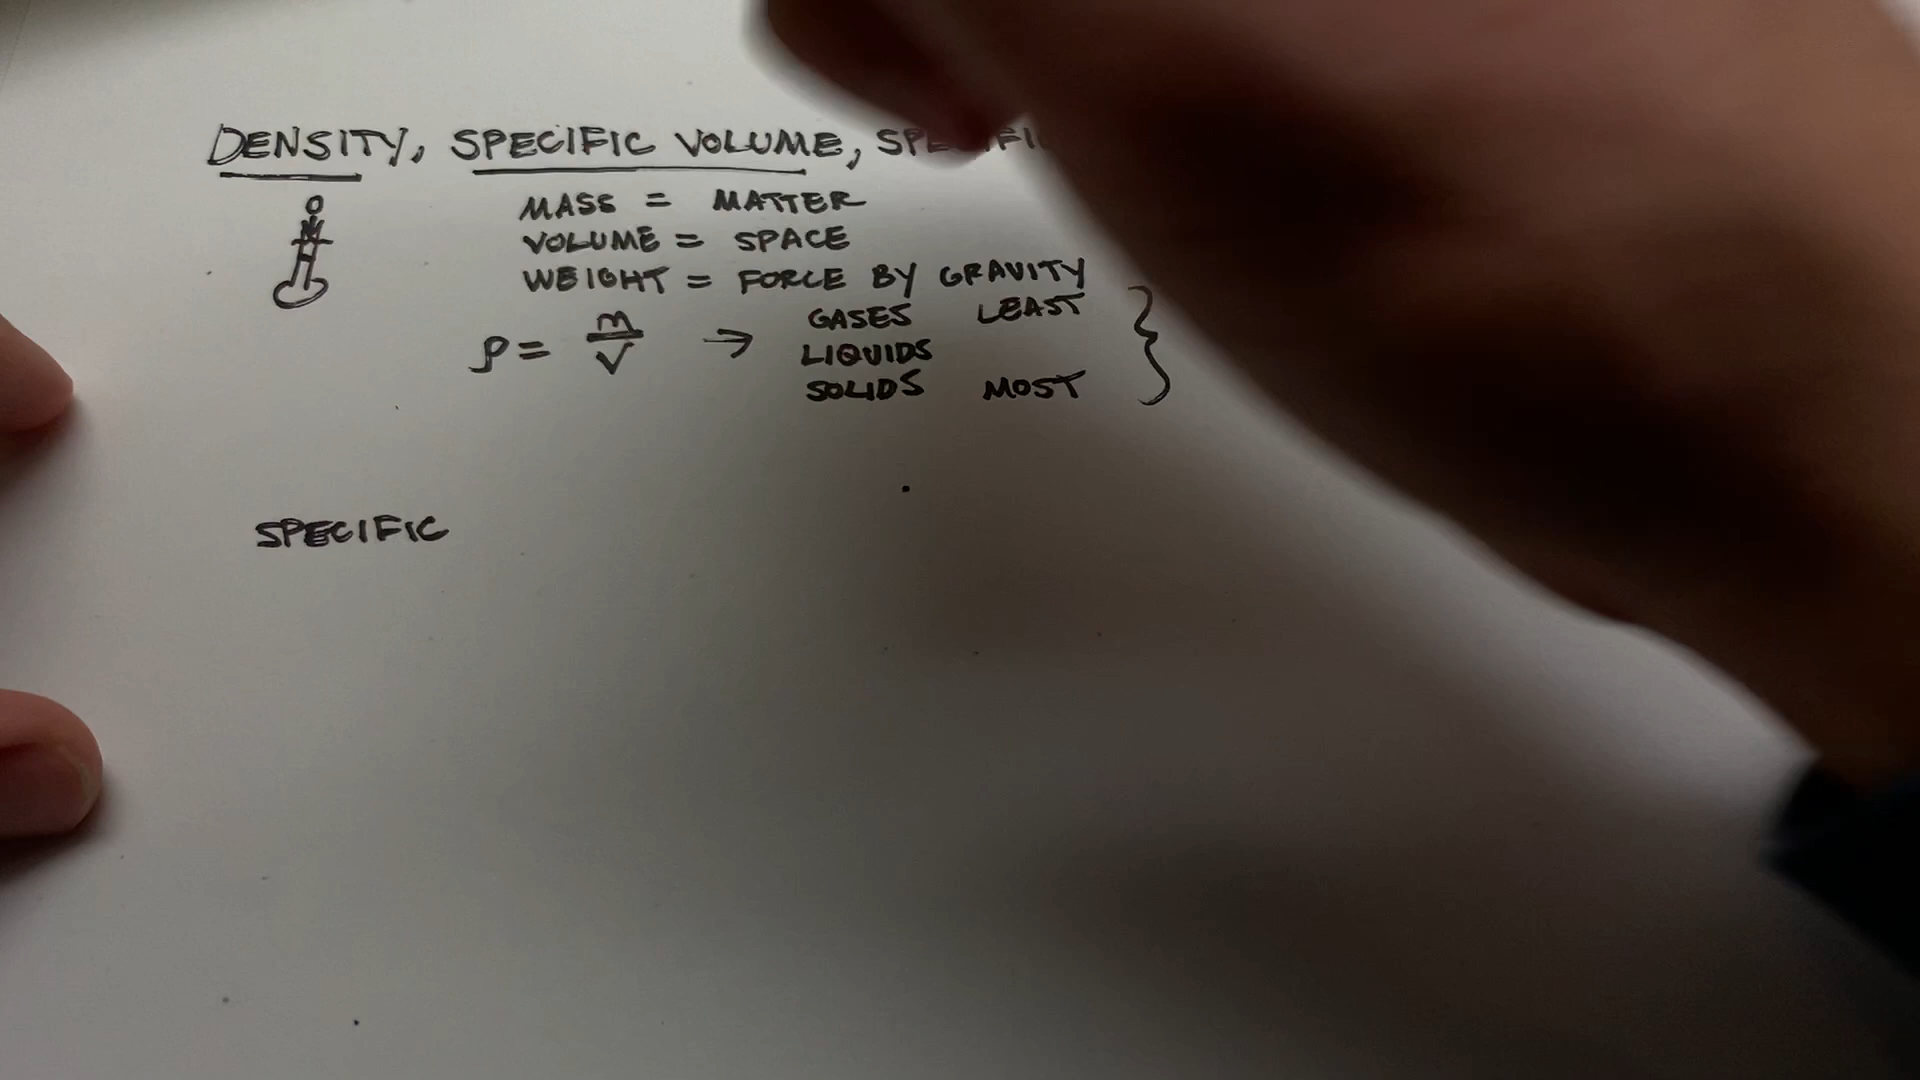 DENSITY, SPECIFIC VOLUME,
MASS = MATTER
VOLUME = SPACE
WEIGHT = FORCE BY GRAVITY
ρ = m/V → GASES LEAST
LIQUIDS
SOLIDS MOST
SPECIFIC